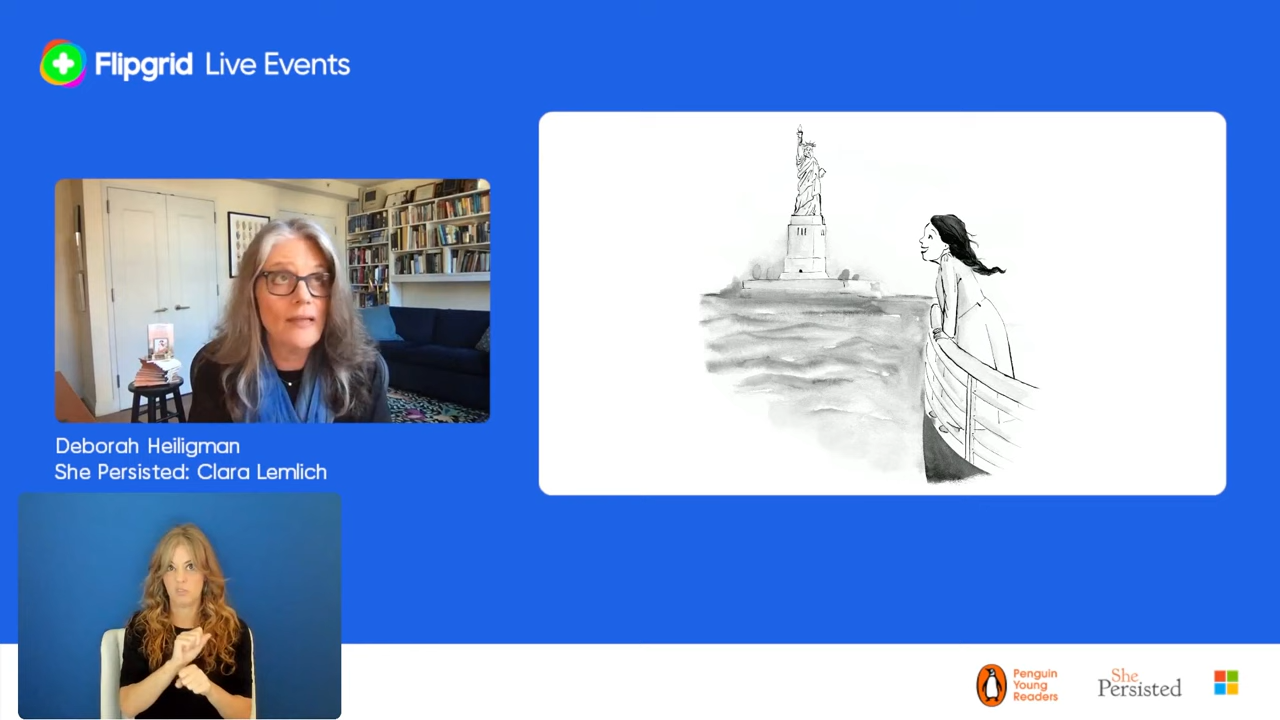 Flipgrid Live Events
Deborah Heiligman
She Persisted: Clara Lemlich
Penguin
Young
Readers
She
Persisted